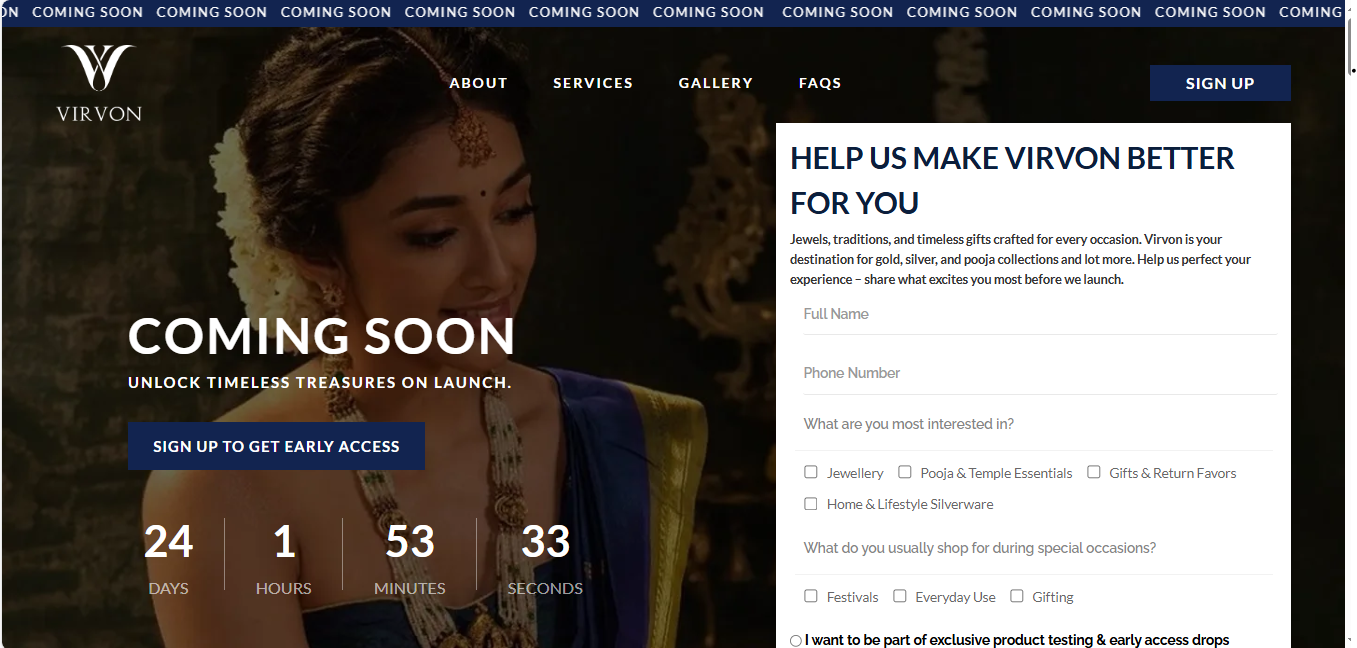 ON COMING SOON COMING SOON COMING SOON COMING SOON COMING SOON COMING SOON COMING SOON COMING SOON COMING SOON COMING SOON COMING
VIRVON
ABOUT SERVICES GALLERY FAQS
SIGN UP
COMING SOON
UNLOCK TIMELESS TREASURES ON LAUNCH.
SIGN UP TO GET EARLY ACCESS
24 1 53 33
DAYS HOURS MINUTES SECONDS
HELP US MAKE VIRVON BETTER
FOR YOU
Jewels, traditions, and timeless gifts crafted for every occasion. Virvon is your
destination for gold, silver, and pooja collections and lot more. Help us perfect your
experience – share what excites you most before we launch.
Full Name
Phone Number
What are you most interested in?
Jewellery Pooja & Temple Essentials Gifts & Return Favors
Home & Lifestyle Silverware
What do you usually shop for during special occasions?
Festivals Everyday Use Gifting
I want to be part of exclusive product testing & early access drops